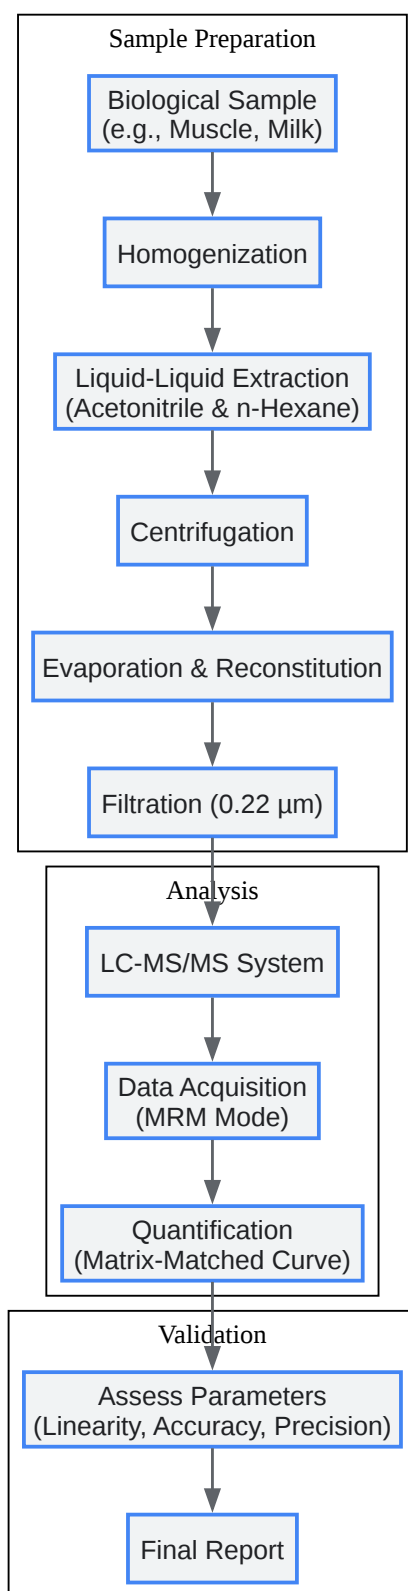 Sample Preparation
Biological Sample
(e.g., Muscle, Milk)
Homogenization
Liquid-Liquid Extraction
(Acetonitrile & n-Hexane)
Centrifugation
Evaporation & Reconstitution
Filtration (0.22 µm)
Analysis
LC-MS/MS System
Data Acquisition
(MRM Mode)
Quantification
(Matrix-Matched Curve)
Validation
Assess Parameters
(Linearity, Accuracy, Precision)
Final Report